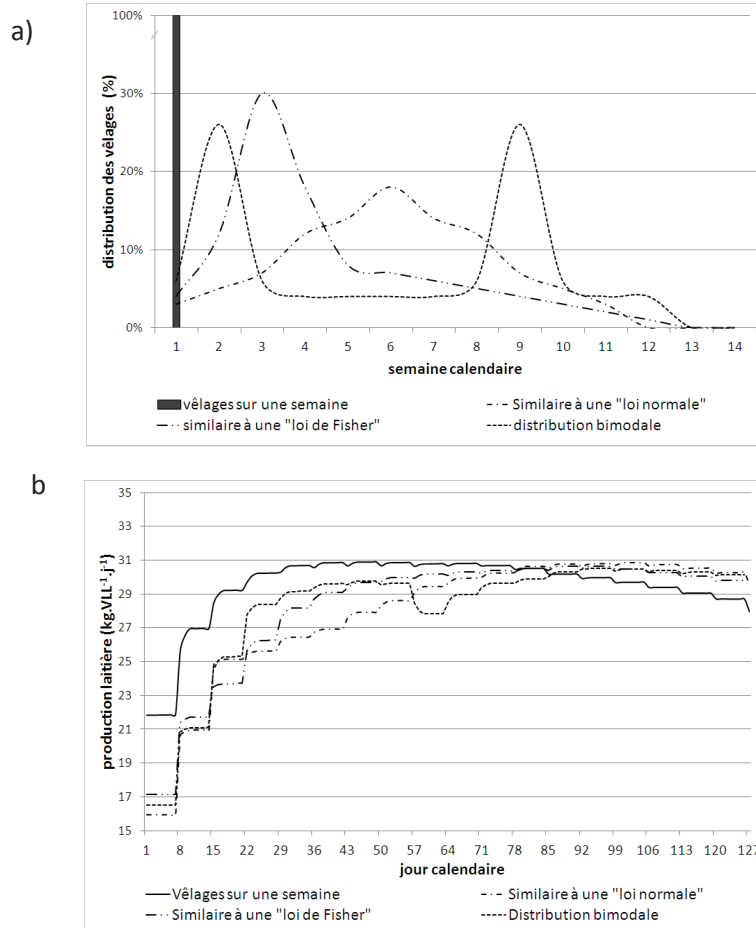 a)
100%
30%
20%
10%
0%
distribution des vêlages (%)
1 2 3 4 5 6 7 8 9 10 11 12 13 14
semaine calendaire
vêlages sur une semaine
Similaire à une "loi normale"
similaire à une "loi de Fisher"
distribution bimodale
b
35
33
31
29
27
25
23
21
19
17
15
production laitière (kg.VLL-1.j-1)
1 8 15 22 29 36 43 50 57 64 71 78 85 92 99 106 113 120 127
jour calendaire
Vêlages sur une semaine
Similaire à une "loi normale"
Similaire à une "loi de Fisher"
Distribution bimodale